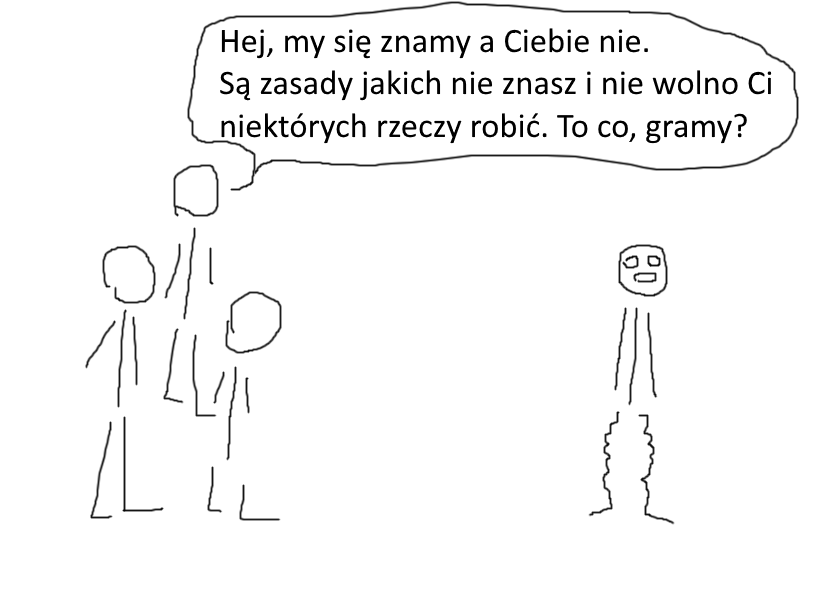 Hej, my się znamy a Ciebie nie.
Są zasady jakich nie znasz i nie wolno Ci
niektórych rzeczy robić. To co, gramy?